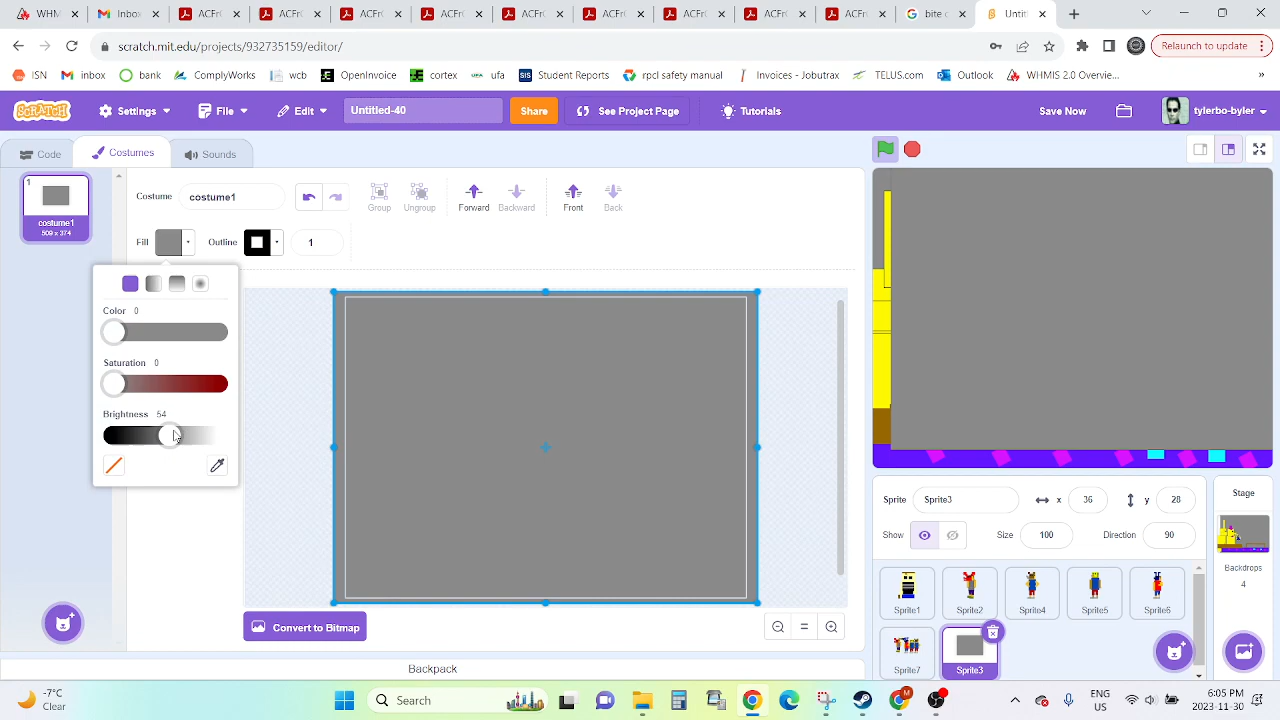 WH
Inbox
ACFr
ACFr
ACFr
ACFr
ACFr
ACFr
ACFr
ACFr
ACFr
bite o
Untit
scratch.mit.edu/projects/932735159/editor/
Relaunch to update
ISN
inbox
bank
ComplyWorks
wcb
OpenInvoice
cortex
ufa
SIS
Student Reports
rpcl safety manual
Invoices - Jobutrax
TELUS.com
Outlook
WHMIS 2.0 Overvie...
»
SCRATCH
Settings
File
Edit
Untitled-40
Share
See Project Page
Tutorials
Save Now
tylerbo-byler
Code
Costumes
Sounds
1
costume1
509 x 374
Costume
costume1
Group
Ungroup
Forward
Backward
Front
Back
Fill
Outline
1
Color 0
Saturation 0
Brightness 54
Convert to Bitmap
Backpack
Sprite
Sprite3
x
36
y
28
Show
Size
100
Direction
90
Sprite1
Sprite2
Sprite4
Sprite5
Sprite6
Sprite7
Sprite3
Stage
Backdrops
4
-7°C
Clear
Search
ENG
US
6:05 PM
2023-11-30